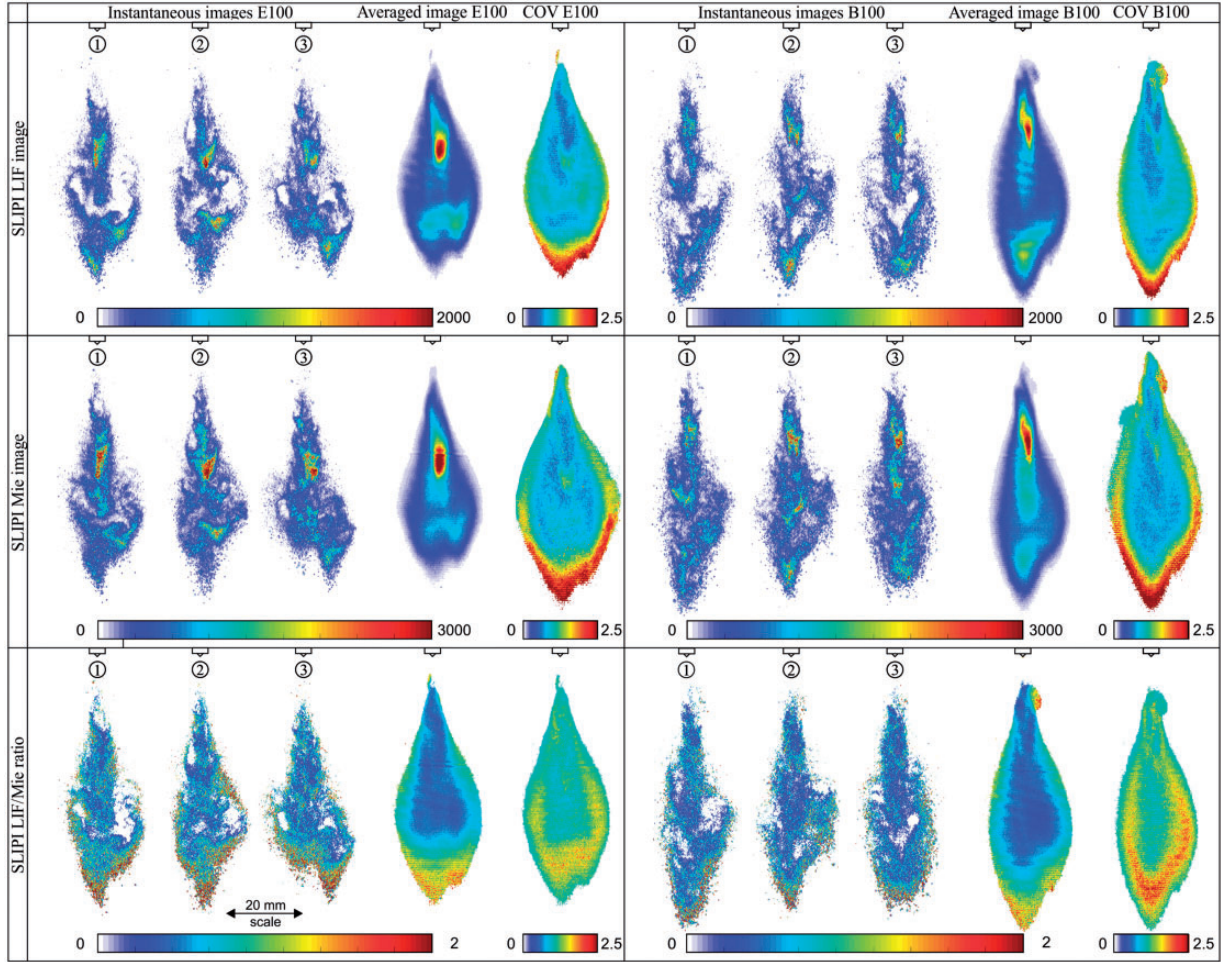 Instantaneous images E100 Averaged image E100 COV E100 Instantaneous images B100 Averaged image B100 COV B100
SLIPI LIF image
1 2 3 1 2 3
0 2000 0 2.5 0 2000 0 2.5
SLIPI Mie image
1 2 3 1 2 3
0 3000 0 2.5 0 3000 0 2.5
SLIPI LIF/Mie ratio
1 2 3 1 2 3
20 mm
scale
0 2 0 2.5 0 2 0 2.5